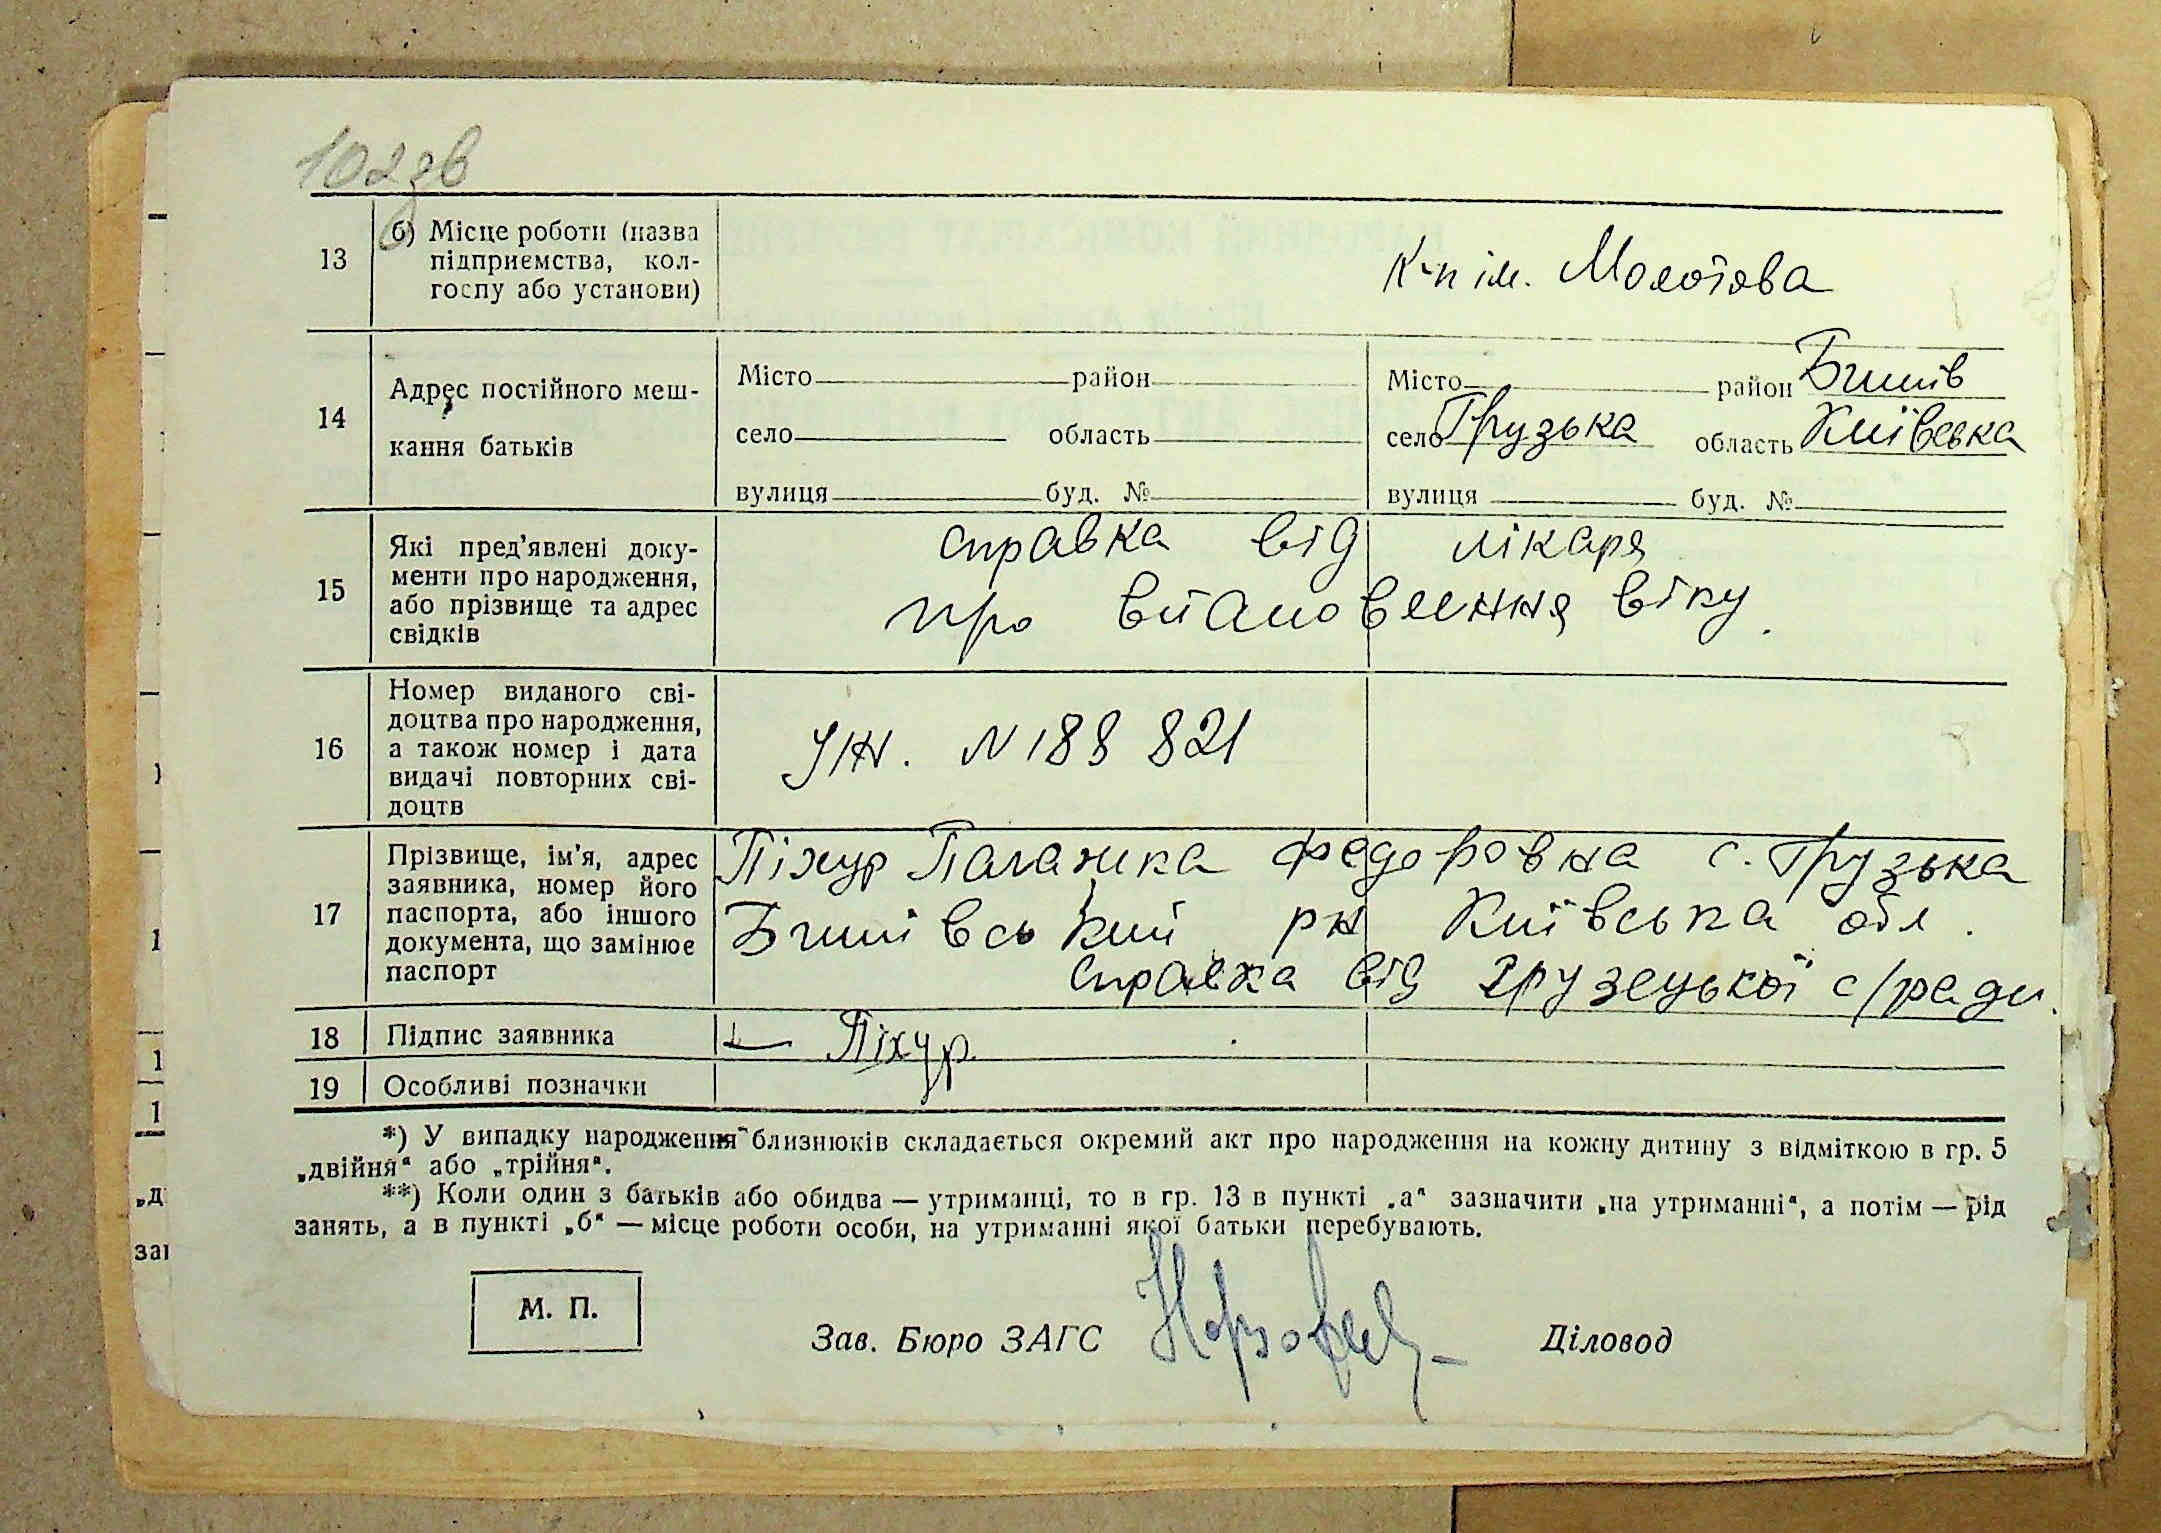 102 зв
13
б) Місце роботи (назва
підприємства, кол-
госпу або установи)
к-п ім. Молотова
14
Адрес постійного меш-
кання батьків
Місто район
село область
вулиця буд. №
Місто район Бишів
село Грузька область Київська
вулиця буд. №
15
Які пред'явлені доку-
менти про народження,
або прізвище та адрес
свідків
справка від лікаря
про встановлення віку.
16
Номер виданого сві-
доцтва про народження,
а також номер і дата
видачі повторних сві-
доцтв
УЖ. N 188 821
17
Прізвище, ім'я, адрес
заявника, номер його
паспорта, або іншого
документа, що замінює
паспорт
Піхур Палажка Федоровна с. Грузька
Бишівський рн Київська обл.
справка від Грузецької с/ради.
18
Підпис заявника
Піхур
19
Особливі позначки
*) У випадку народження близнюків складається окремий акт про народження на кожну дитину з відміткою в гр. 5
„двійня" або „трійня".
**) Коли один з батьків або обидва — утриманці, то в гр. 13 в пункті „а" зазначити „на утриманні", а потім — рід
занять, а в пункті „б" — місце роботи особи, на утриманні якої батьки перебувають.
М. П.
Зав. Бюро ЗАГС
Діловод